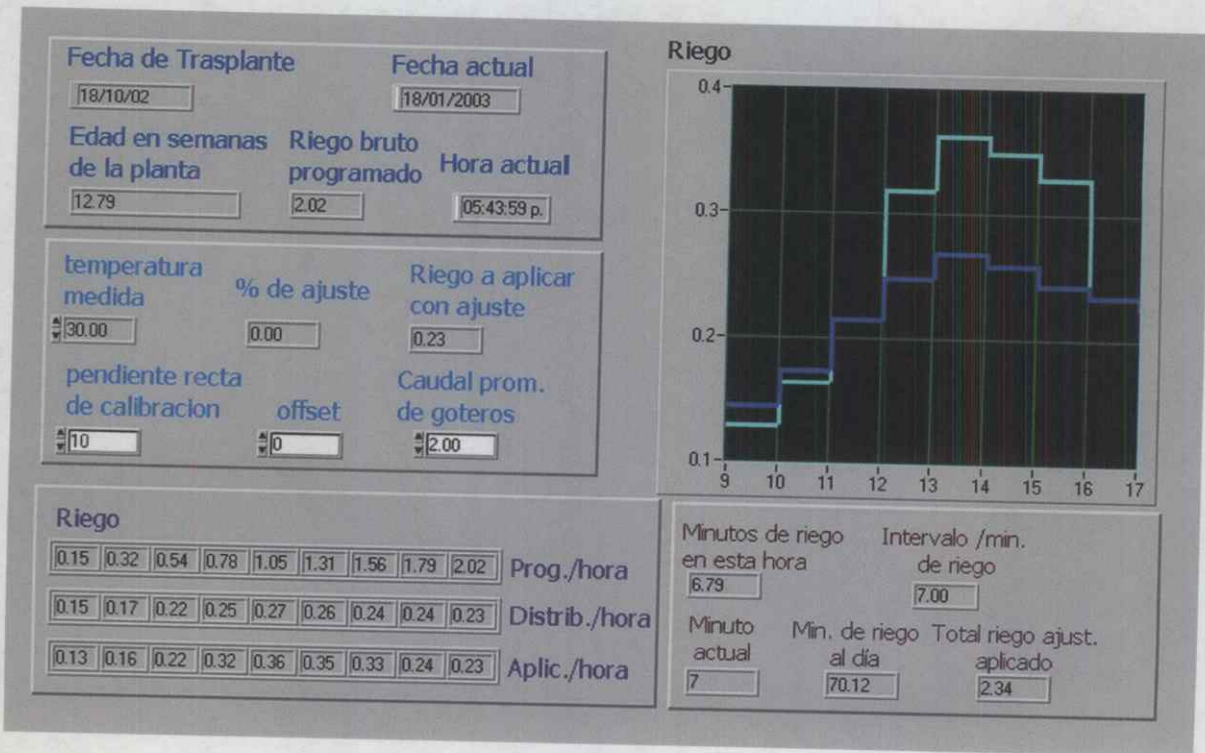 Fecha de Trasplante
Fecha actual
18/10/02
18/01/2003
Edad en semanas
de la planta
Riego bruto
programado
Hora actual
12.79
2.02
05:43:59 p.
temperatura
medida
% de ajuste
Riego a aplicar
con ajuste
30.00
0.00
0.23
pendiente recta
de calibracion
offset
Caudal prom.
de goteros
10
0
2.00
Riego
0.4
0.3
0.2
0.1
9 10 11 12 13 14 15 16 17
Riego
0.15 0.32 0.54 0.78 1.05 1.31 1.56 1.79 2.02 Prog./hora
0.15 0.17 0.22 0.25 0.27 0.26 0.24 0.24 0.23 Distrib./hora
0.13 0.16 0.22 0.32 0.36 0.35 0.33 0.24 0.23 Aplic./hora
Minutos de riego
en esta hora
6.79
Intervalo /min.
de riego
7.00
Minuto
actual
7
Min. de riego
al día
70.12
Total riego ajust.
aplicado
2.34